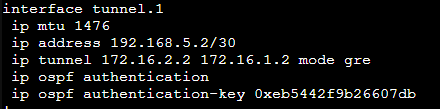 interface tunnel.1
ip mtu 1476
ip address 192.168.5.2/30
ip tunnel 172.16.2.2 172.16.1.2 mode gre
ip ospf authentication
ip ospf authentication-key 0xeb5442f9b26607db